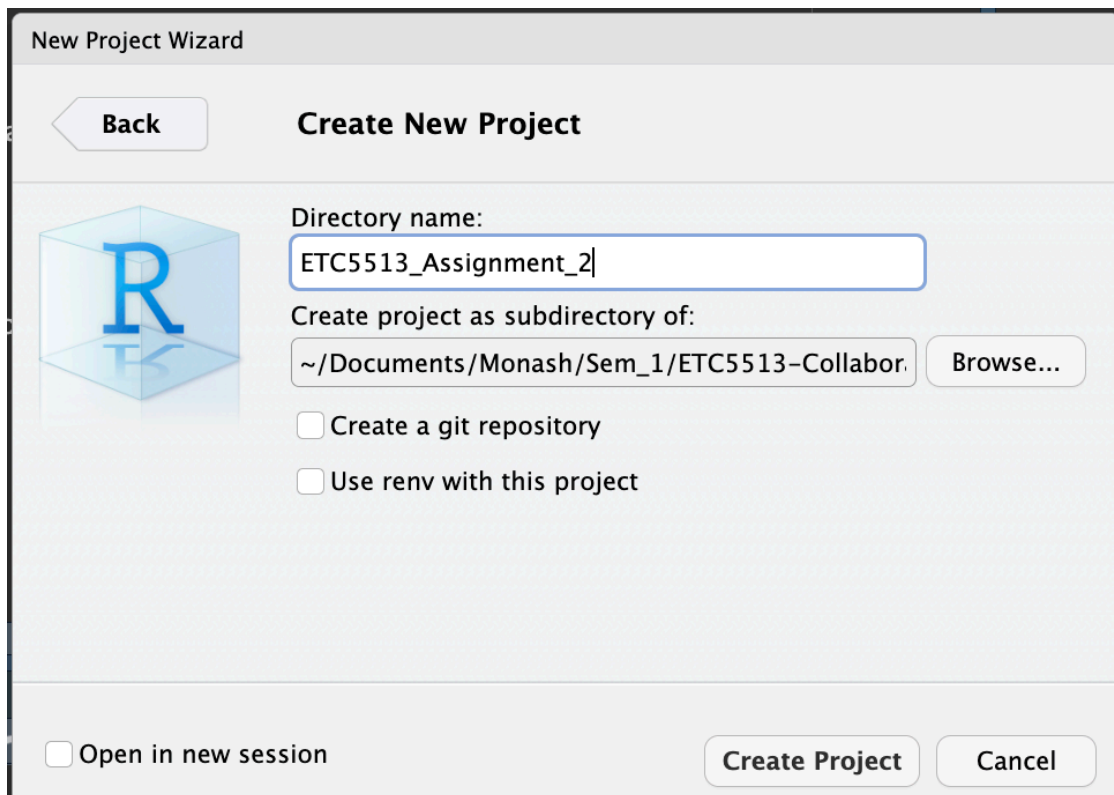 New Project Wizard
Back
Create New Project
Directory name:
ETC5513_Assignment_2
Create project as subdirectory of:
~/Documents/Monash/Sem_1/ETC5513-Collabor
Browse...
R
Create a git repository
Use renv with this project
Open in new session
Create Project
Cancel